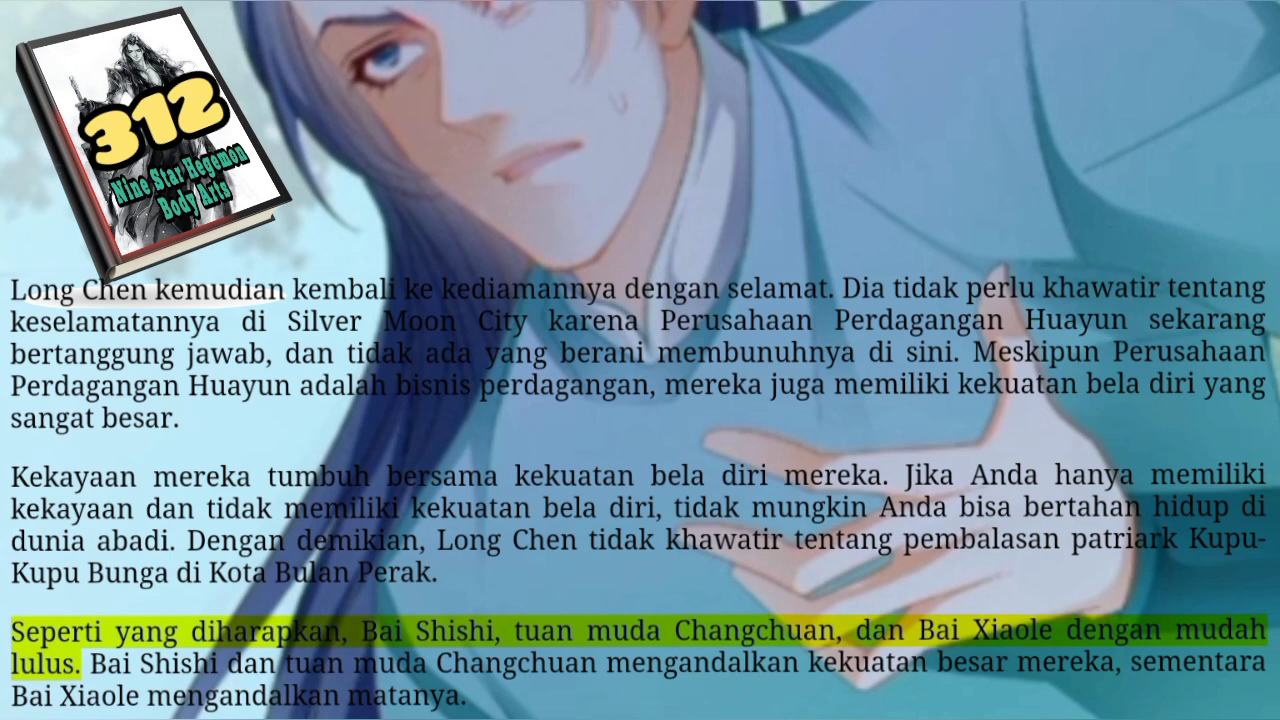 312
Nine Star Hegemon
Body Arts
Long Chen kemudian kembali ke kediamannya dengan selamat. Dia tidak perlu khawatir tentang
keselamatannya di Silver Moon City karena Perusahaan Perdagangan Huayun sekarang
bertanggung jawab, dan tidak ada yang berani membunuhnya di sini. Meskipun Perusahaan
Perdagangan Huayun adalah bisnis perdagangan, mereka juga memiliki kekuatan bela diri yang
sangat besar.
Kekayaan mereka tumbuh bersama kekuatan bela diri mereka. Jika Anda hanya memiliki
kekayaan dan tidak memiliki kekuatan bela diri, tidak mungkin Anda bisa bertahan hidup di
dunia abadi. Dengan demikian, Long Chen tidak khawatir tentang pembalasan patriark Kupu-
Kupu Bunga di Kota Bulan Perak.
Seperti yang diharapkan, Bai Shishi, tuan muda Changchuan, dan Bai Xiaole dengan mudah
lulus. Bai Shishi dan tuan muda Changchuan mengandalkan kekuatan besar mereka, sementara
Bai Xiaole mengandalkan matanya.